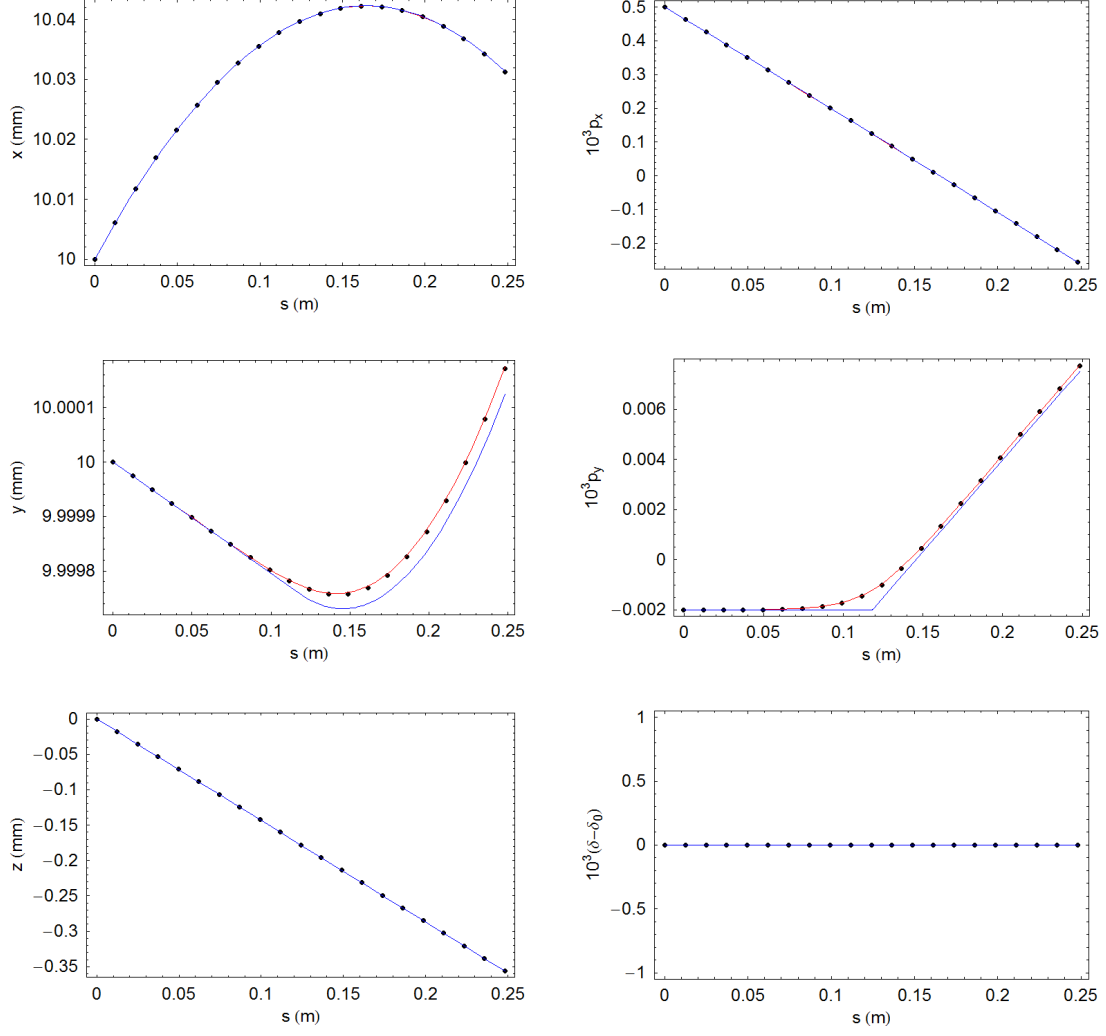 10.04
10.03
10.02
10.01
10
x (mm)
0 0.05 0.1 0.15 0.2 0.25
s (m)
0.5
0.4
0.3
0.2
0.1
0
−0.1
−0.2
10³pₓ
0 0.05 0.1 0.15 0.2 0.25
s (m)
10.0001
10
9.9999
9.9998
y (mm)
0 0.05 0.1 0.15 0.2 0.25
s (m)
0.006
0.004
0.002
0
−0.002
10³p_y
0 0.05 0.1 0.15 0.2 0.25
s (m)
0
−0.05
−0.1
−0.15
−0.2
−0.25
−0.3
−0.35
z (mm)
0 0.05 0.1 0.15 0.2 0.25
s (m)
1
0.5
0
−0.5
−1
10³(δ−δ₀)
0 0.05 0.1 0.15 0.2 0.25
s (m)